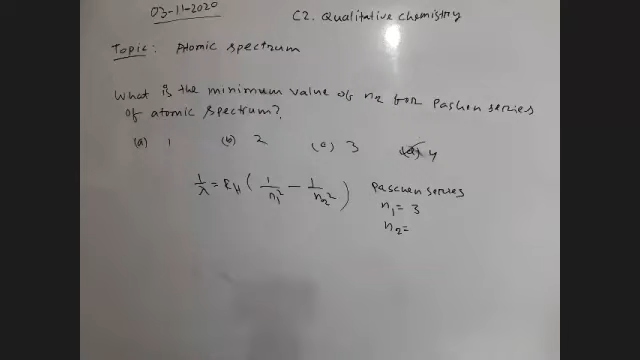 03-11-2020
C2. Qualitative chemistry
Topic: Atomic spectrum
What is the minimum value of n2 for Paschen series
of atomic spectrum?
(a) 1 (b) 2 (c) 3 (d) 4
1/λ = RH (1/n1² - 1/n2²) Paschen series
n1 = 3
n2 =